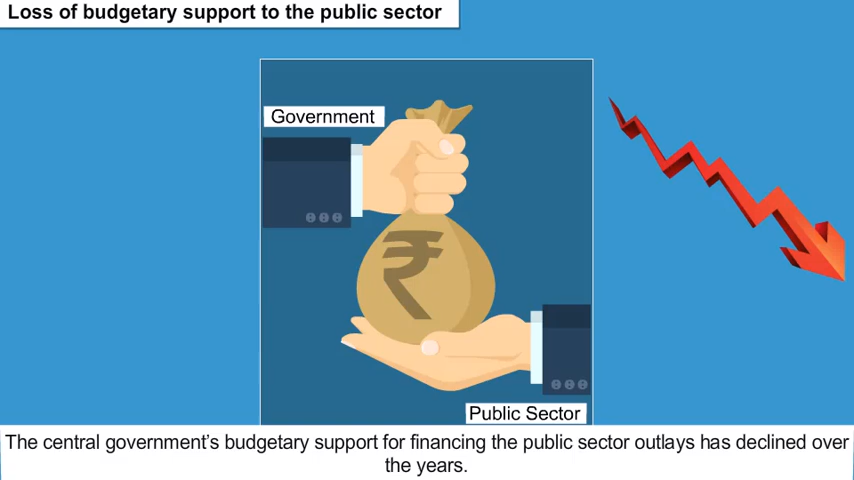 Loss of budgetary support to the public sector
Government
₹
Public Sector
The central government's budgetary support for financing the public sector outlays has declined over
the years.